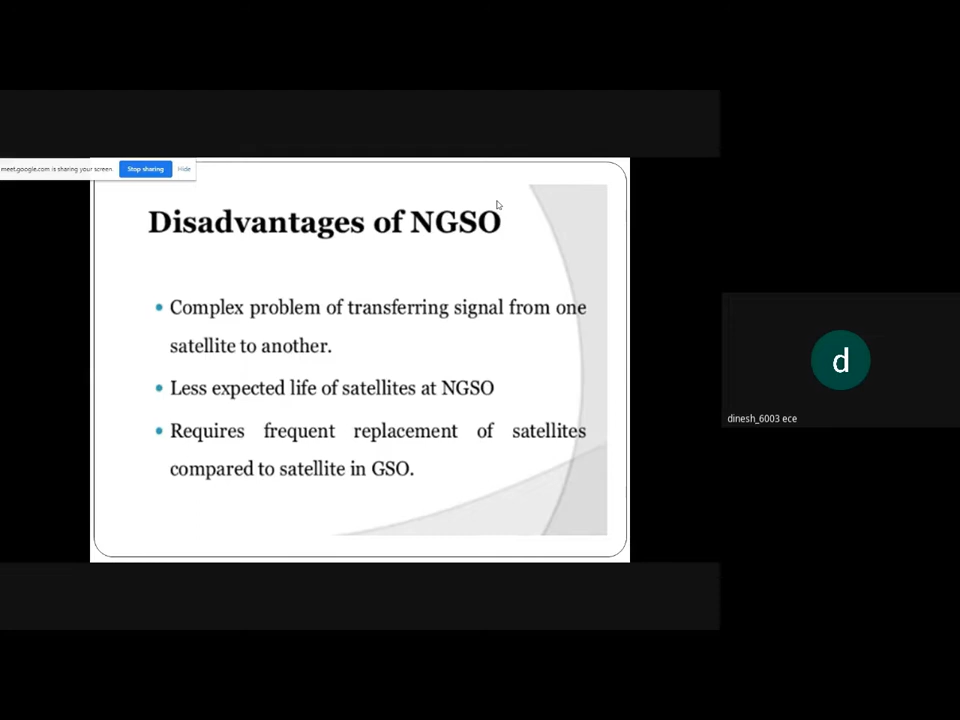 meet.google.com is sharing your screen. Stop sharing Hide
Disadvantages of NGSO
• Complex problem of transferring signal from one
satellite to another.
• Less expected life of satellites at NGSO
• Requires frequent replacement of satellites
compared to satellite in GSO.
d
dinesh_6003 ece